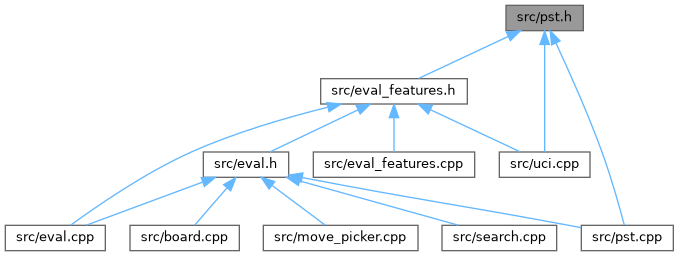 src/pst.h
src/eval_features.h
src/eval.h
src/eval_features.cpp
src/uci.cpp
src/eval.cpp
src/board.cpp
src/move_picker.cpp
src/search.cpp
src/pst.cpp